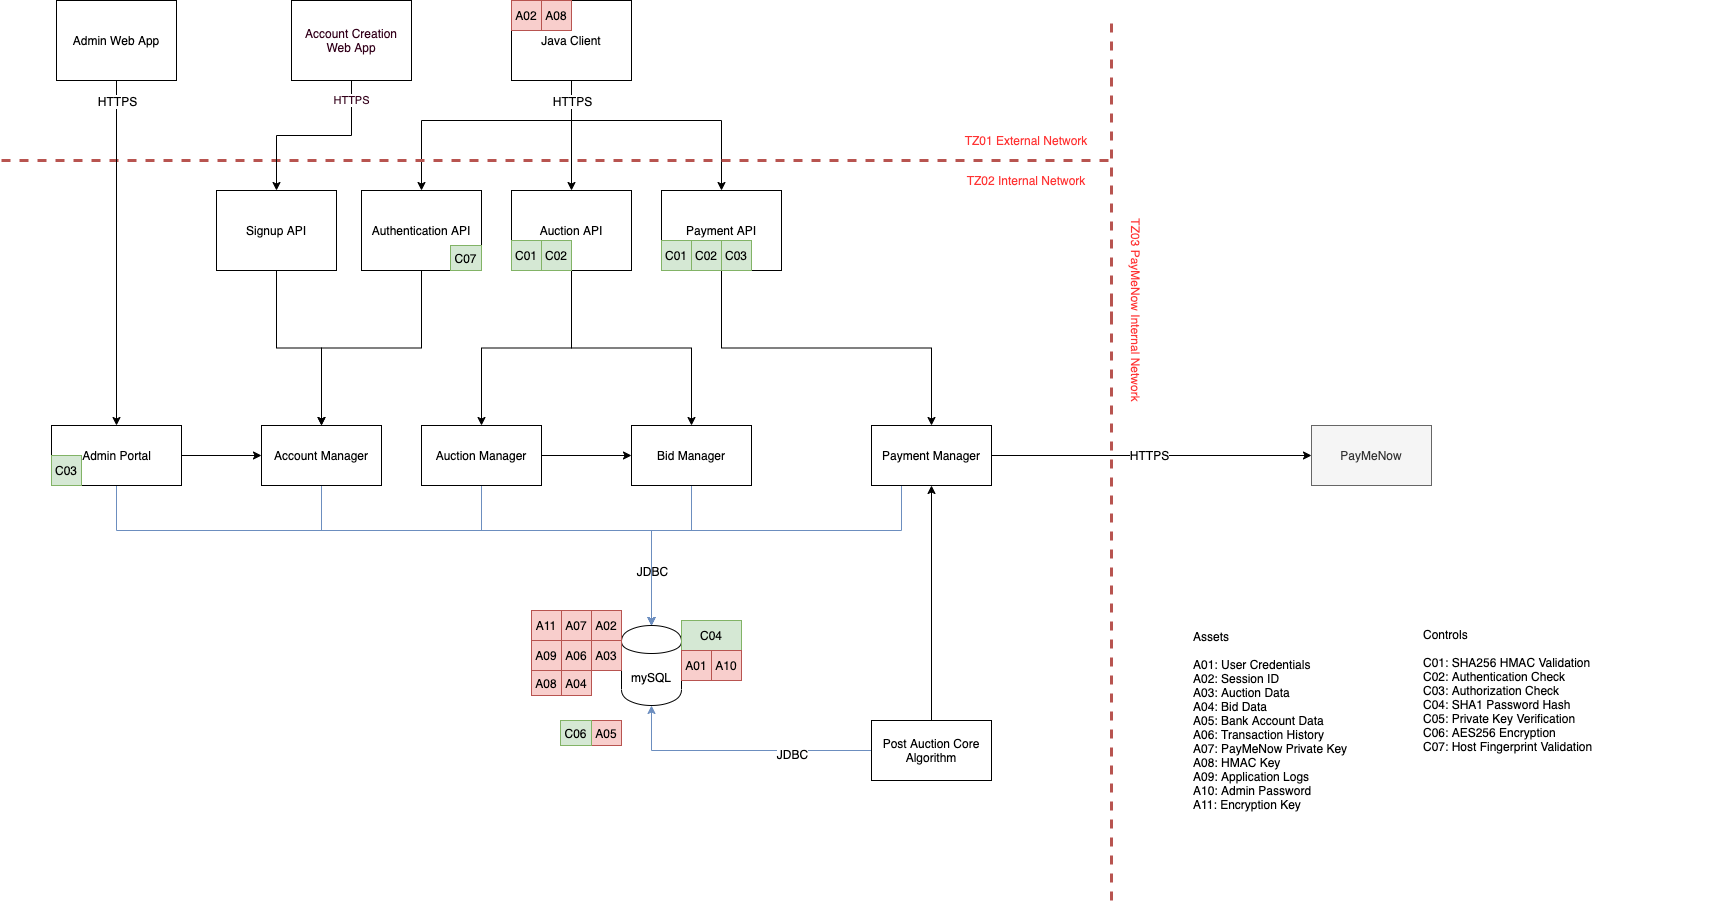 A02 A08
Admin Web App
Account Creation
Web App
Java Client
HTTPS
HTTPS
HTTPS
TZ01 External Network
TZ02 Internal Network
TZ03 PayMeNow Internal Network
Signup API
Authentication API
C07
Auction API
C01 C02
Payment API
C01 C02 C03
Admin Portal
C03
Account Manager
Auction Manager
Bid Manager
Payment Manager
HTTPS
PayMeNow
JDBC
A11 A07 A02
A09 A06 A03
A08 A04
mySQL
C04
A01 A10
C06 A05
JDBC
Post Auction Core
Algorithm
Assets
A01: User Credentials
A02: Session ID
A03: Auction Data
A04: Bid Data
A05: Bank Account Data
A06: Transaction History
A07: PayMeNow Private Key
A08: HMAC Key
A09: Application Logs
A10: Admin Password
A11: Encryption Key
Controls
C01: SHA256 HMAC Validation
C02: Authentication Check
C03: Authorization Check
C04: SHA1 Password Hash
C05: Private Key Verification
C06: AES256 Encryption
C07: Host Fingerprint Validation